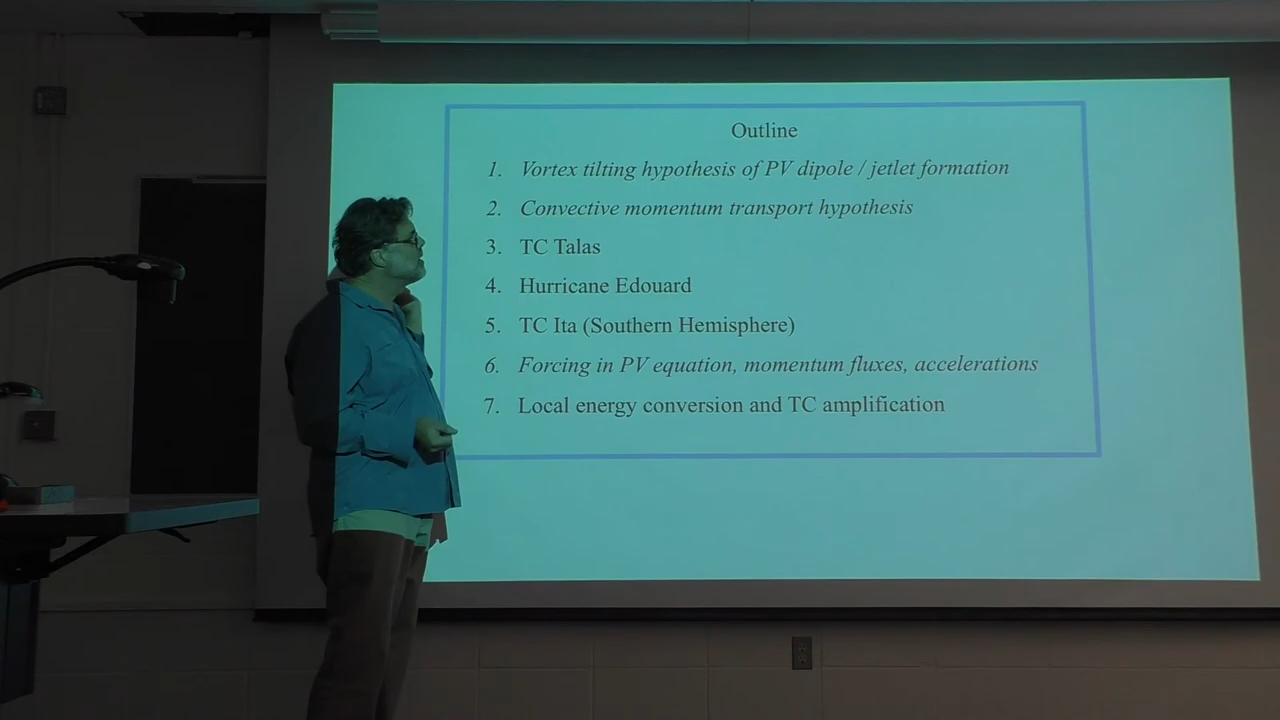 Outline
1. Vortex tilting hypothesis of PV dipole / jetlet formation
2. Convective momentum transport hypothesis
3. TC Talas
4. Hurricane Edouard
5. TC Ita (Southern Hemisphere)
6. Forcing in PV equation, momentum fluxes, accelerations
7. Local energy conversion and TC amplification